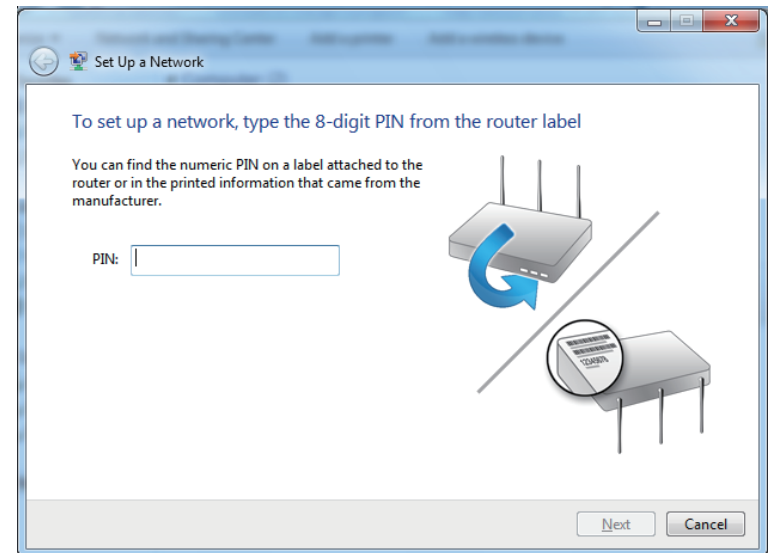 Set Up a Network
To set up a network, type the 8-digit PIN from the router label
You can find the numeric PIN on a label attached to the
router or in the printed information that came from the
manufacturer.
PIN:
12345678
Next
Cancel